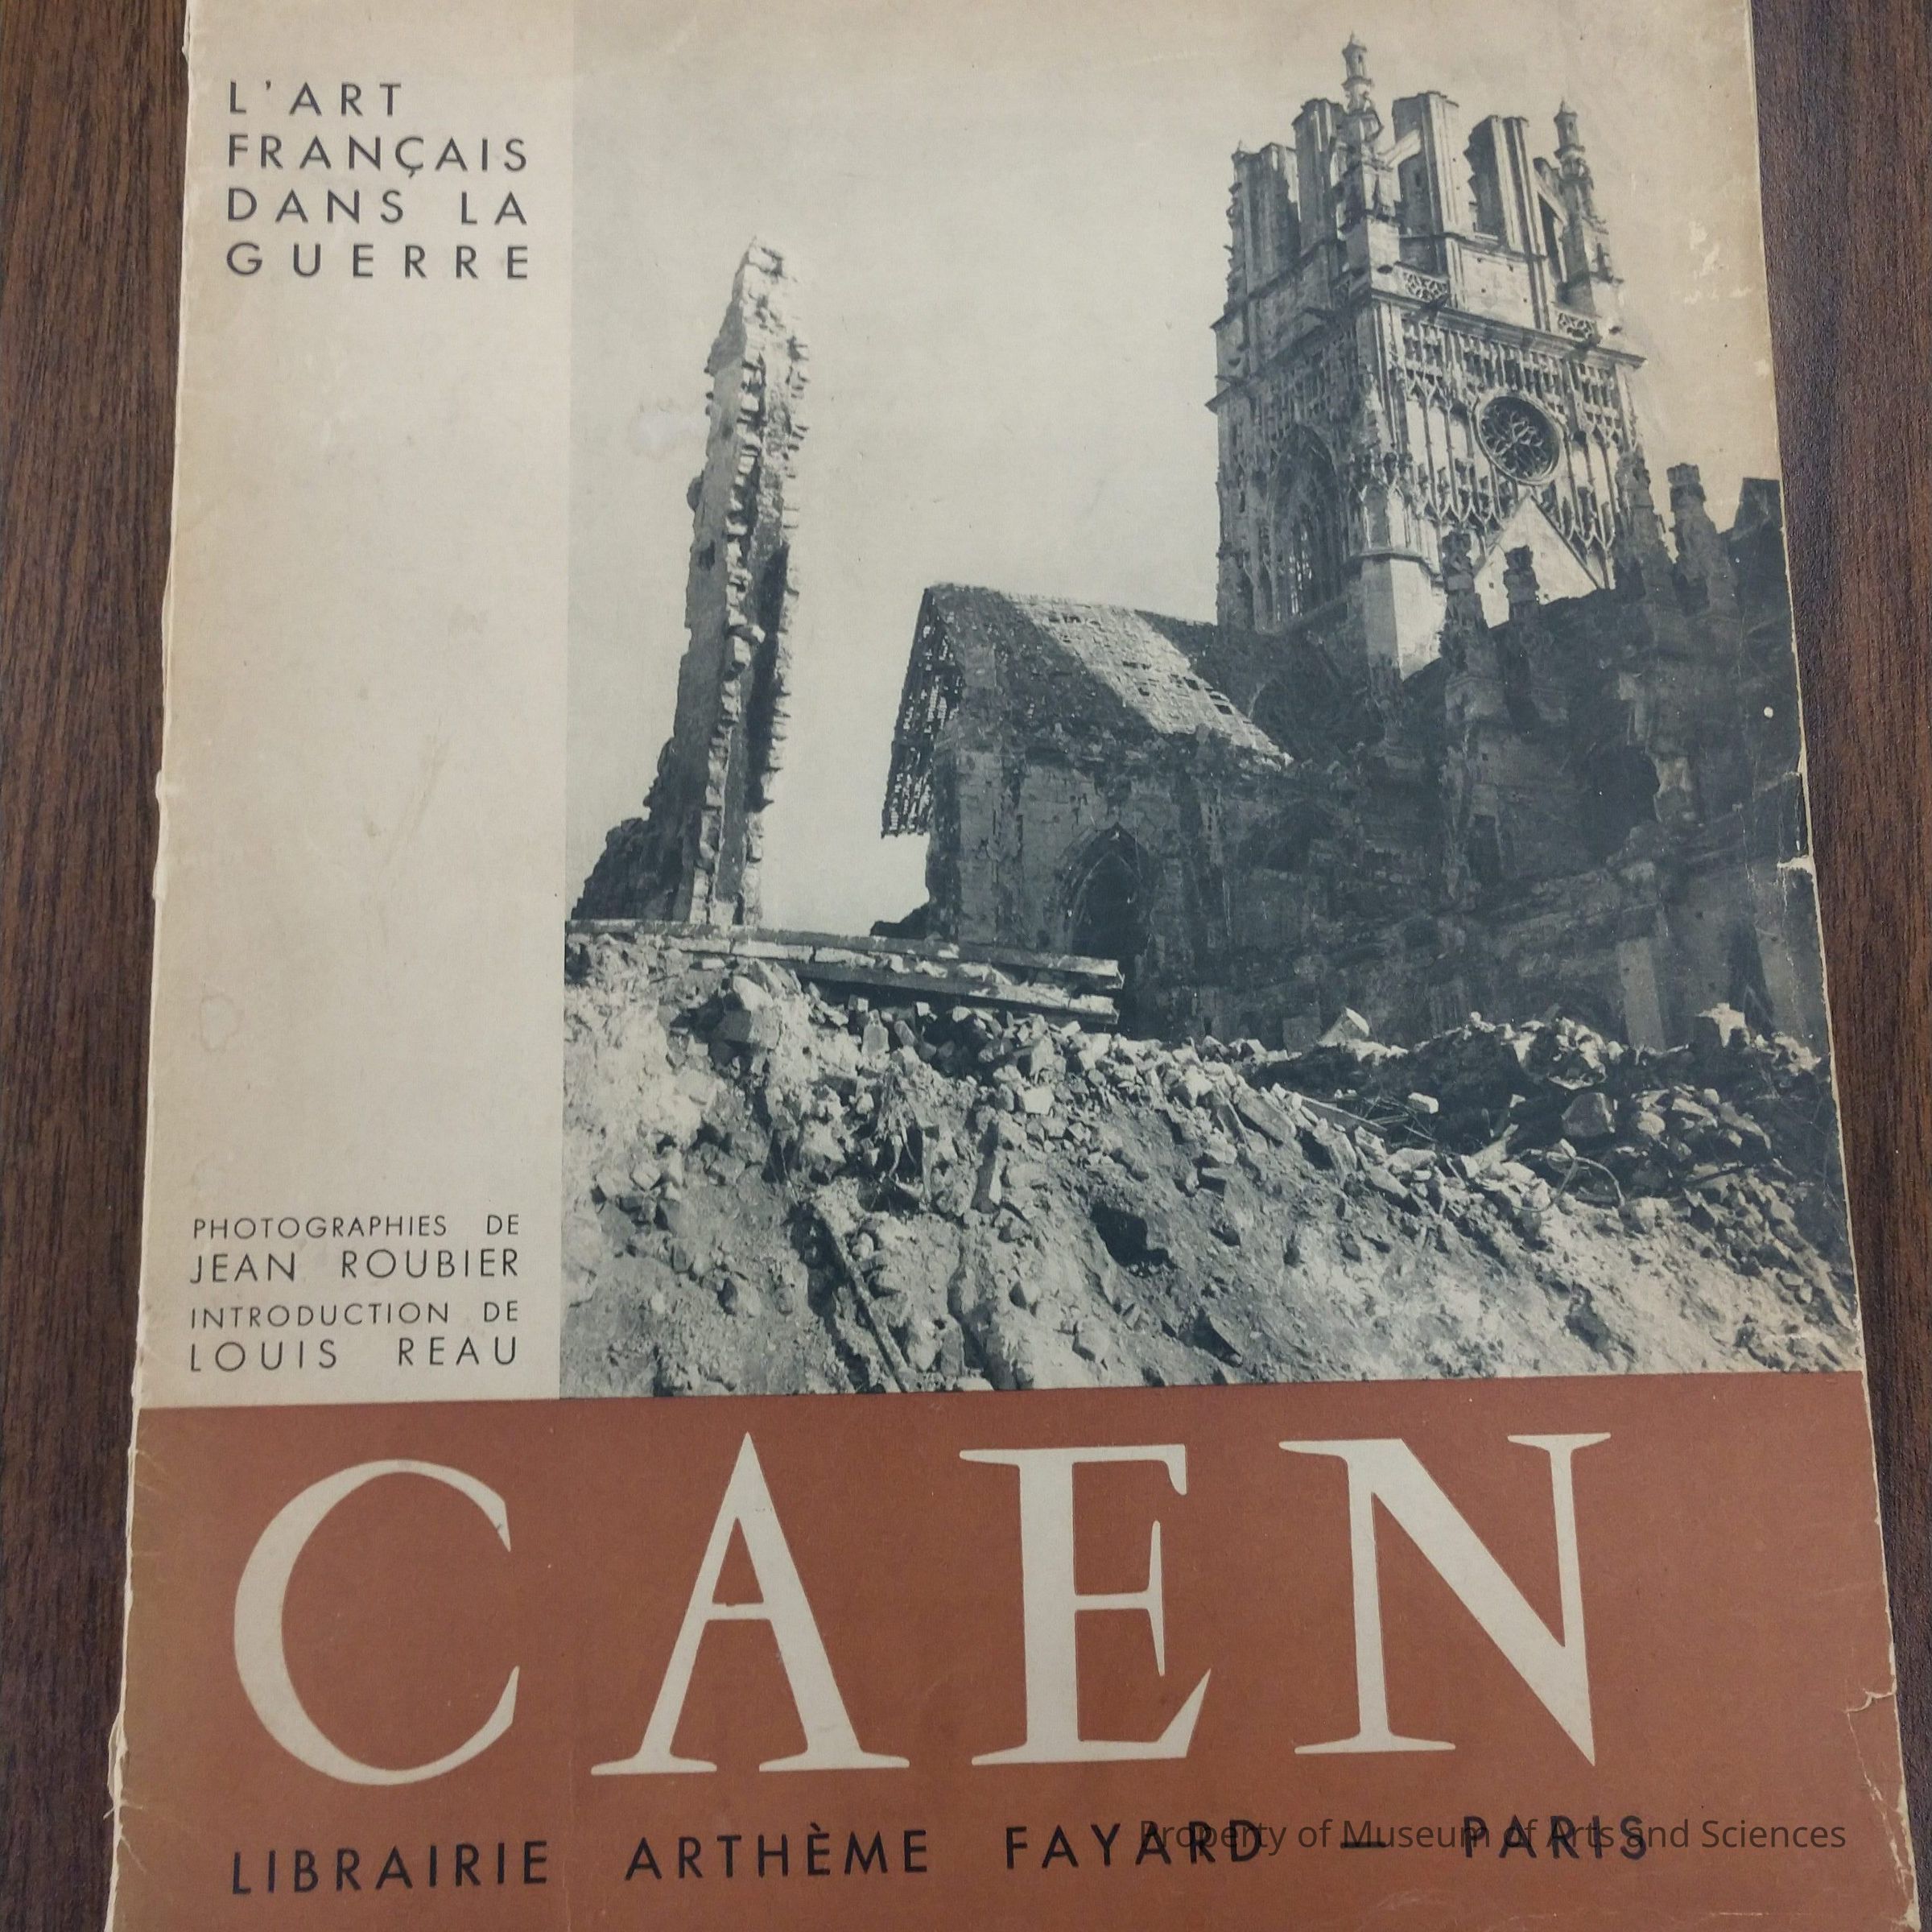 L'ART
FRANÇAIS
DANS LA
GUERRE
PHOTOGRAPHIES DE
JEAN ROUBIER
INTRODUCTION DE
LOUIS REAU
CAEN
LIBRAIRIE ARTHÈME FAYARD — PARIS
Property of Museum of Arts and Sciences